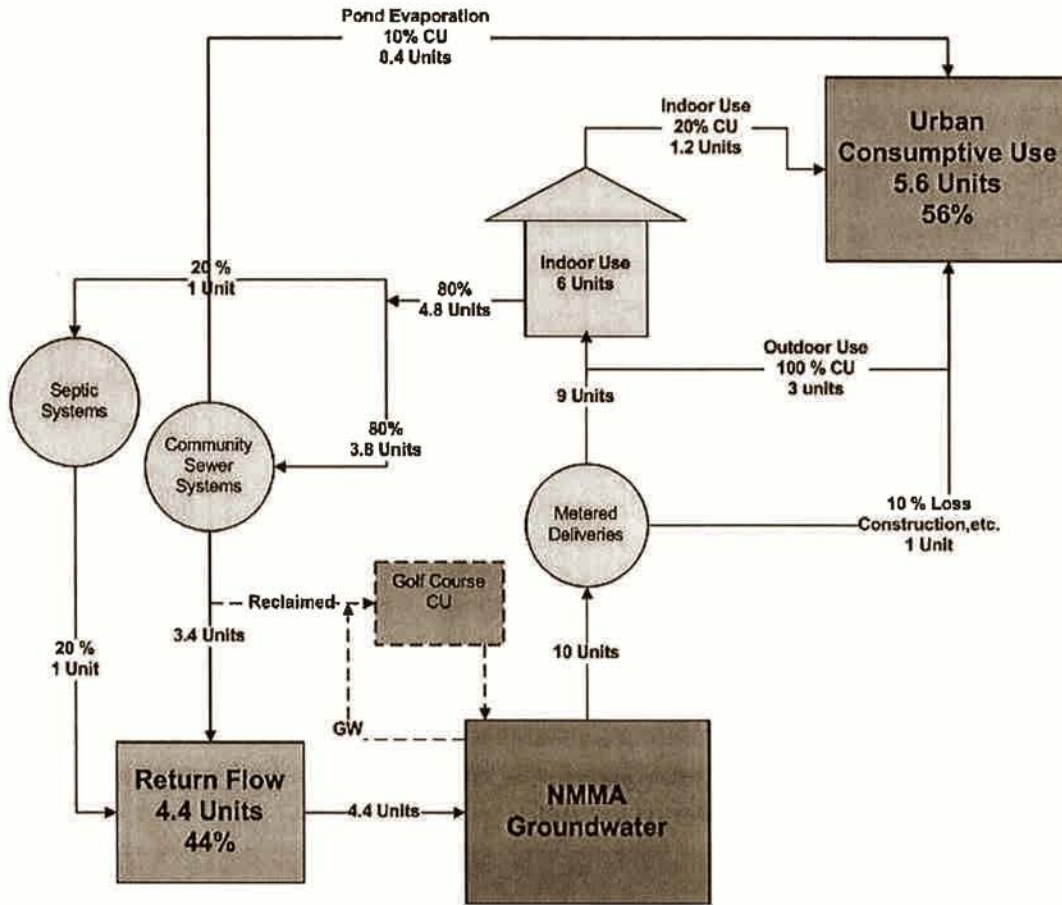 Pond Evaporation
10% CU
0.4 Units
Indoor Use
20% CU
1.2 Units
Urban
Consumptive Use
5.6 Units
56%
20 %
1 Unit
80%
4.8 Units
Indoor Use
6 Units
Septic
Systems
Community
Sewer
Systems
80%
3.8 Units
9 Units
Outdoor Use
100 % CU
3 units
Metered
Deliveries
10 % Loss
Construction,etc.
1 Unit
Golf Course
CU
Reclaimed
3.4 Units
20 %
1 Unit
10 Units
GW
Return Flow
4.4 Units
44%
4.4 Units
NMMA
Groundwater